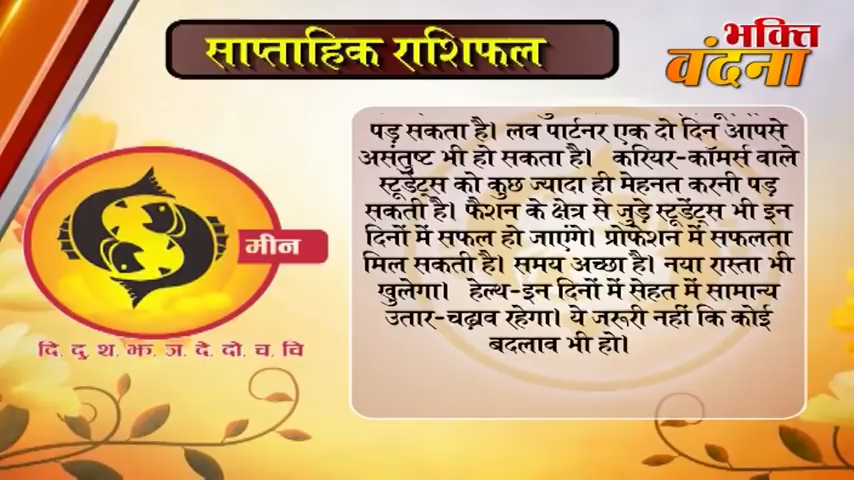 साप्ताहिक राशिफल
भक्ति
वंदना
पड़ सकता है। लव पार्टनर एक दो दिन आपसे
असंतुष्ट भी हो सकता है। करियर-कॉमर्स वाले
स्टूडेंट्स को कुछ ज्यादा ही मेहनत करनी पड़
सकती है। फैशन के क्षेत्र से जुड़े स्टूडेंट्स भी इन
दिनों में सफल हो जाएंगे। प्रोफेशन में सफलता
मिल सकती है। समय अच्छा है। नया रास्ता भी
खुलेगा। हेल्थ-इन दिनों में सेहत में सामान्य
उतार-चढ़ाव रहेगा। ये जरूरी नहीं कि कोई
बदलाव भी हो।
मीन
दि. दु. श. झ. ञ. दे. दो. च. चि